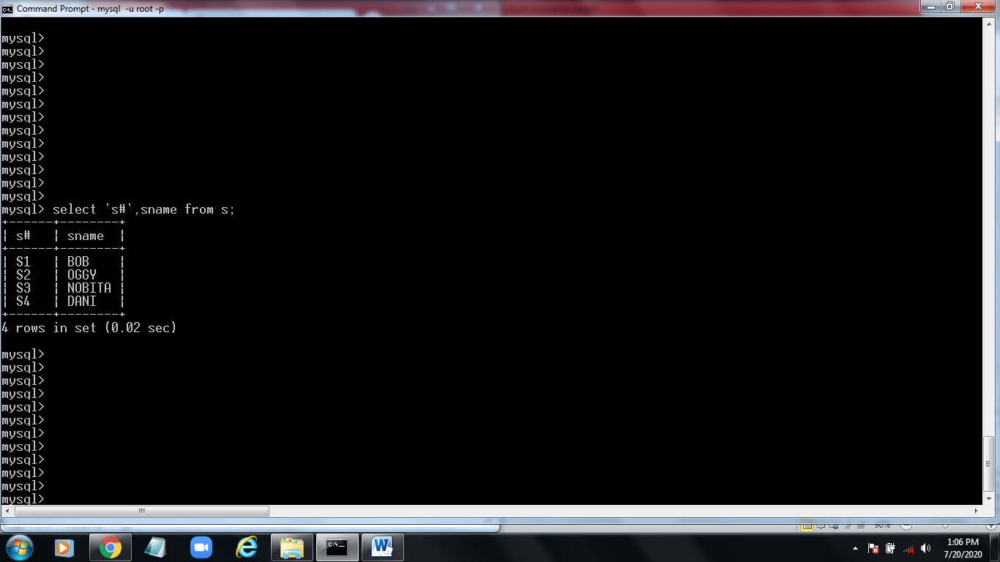 Command Prompt - mysql -u root -p
mysql>
mysql>
mysql>
mysql>
mysql>
mysql>
mysql>
mysql>
mysql>
mysql>
mysql>
mysql>
mysql>
mysql> select `s#`,sname from s;
+------+--------+
| s#   | sname  |
+------+--------+
| S1   | BOB    |
| S2   | OGGY   |
| S3   | NOBITA |
| S4   | DANI   |
+------+--------+
4 rows in set (0.02 sec)
mysql>
mysql>
mysql>
mysql>
mysql>
mysql>
mysql>
mysql>
mysql>
mysql>
mysql>
mysql>
90%
1:06 PM
7/20/2020